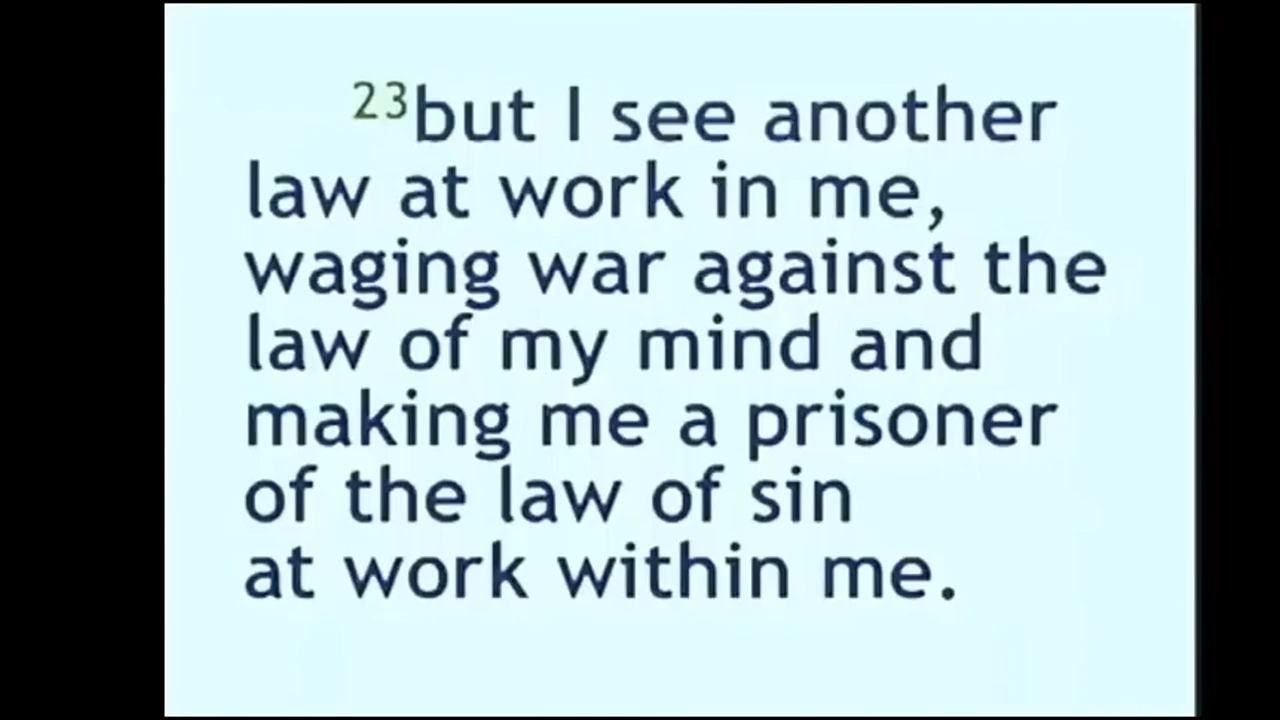 23but I see another
law at work in me,
waging war against the
law of my mind and
making me a prisoner
of the law of sin
at work within me.